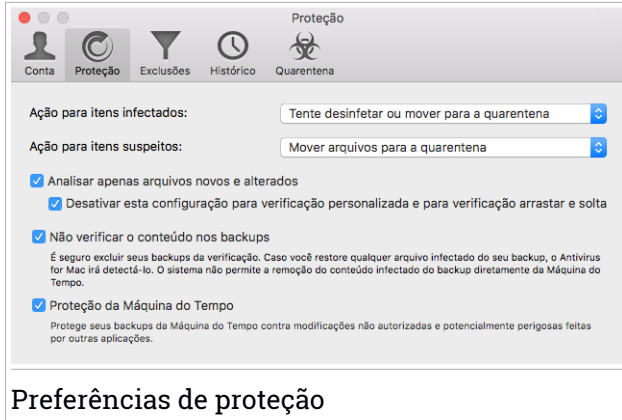 Proteção
Conta Proteção Exclusões Histórico Quarentena
Ação para itens infectados: Tente desinfetar ou mover para a quarentena
Ação para itens suspeitos: Mover arquivos para a quarentena
Analisar apenas arquivos novos e alterados
Desativar esta configuração para verificação personalizada e para verificação arrastar e solta
Não verificar o conteúdo nos backups
É seguro excluir seus backups da verificação. Caso você restore qualquer arquivo infectado do seu backup, o Antivirus
for Mac irá detectá-lo. O sistema não permite a remoção do conteúdo infectado do backup diretamente da Máquina do
Tempo.
Proteção da Máquina do Tempo
Protege seus backups da Máquina do Tempo contra modificações não autorizadas e potencialmente perigosas feitas
por outras aplicações.
Preferências de proteção